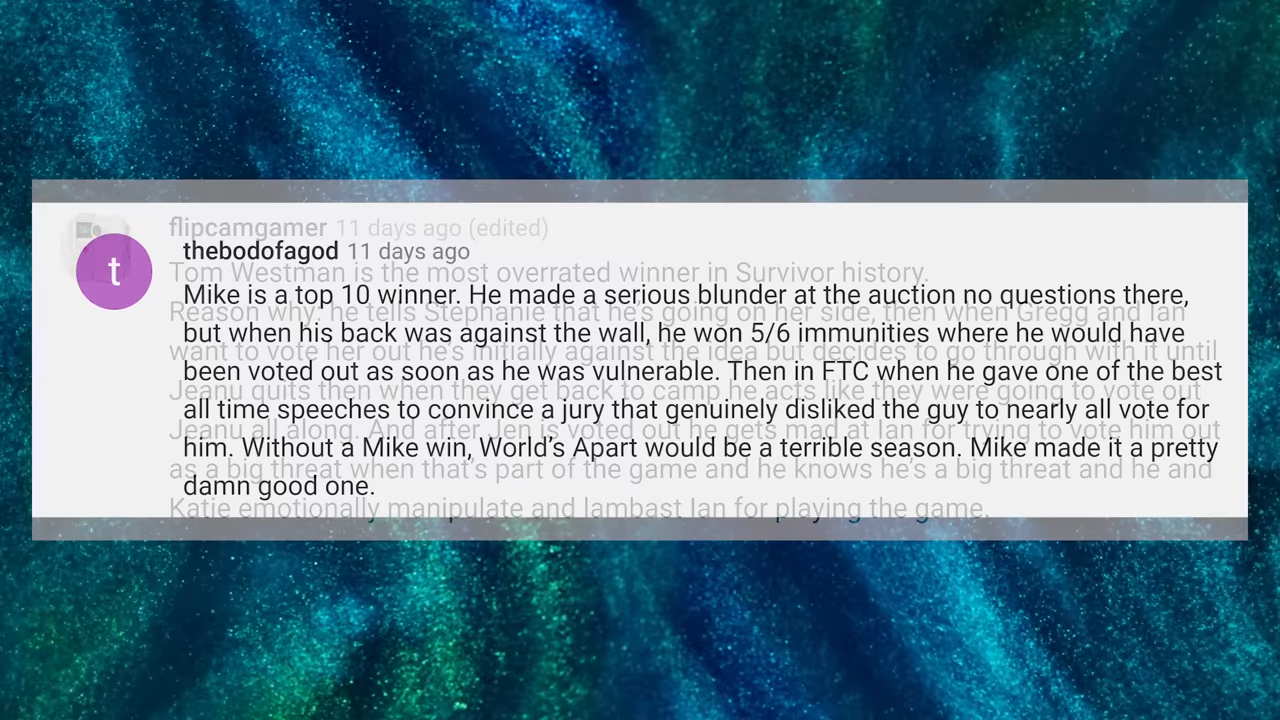 flipcamgamer 11 days ago (edited)
Tom Westman is the most overrated winner in Survivor history.
Reason why: he tells Stephanie that he's going on her side, then when Gregg and Ian
want to vote her out he's initially against the idea but decides to go through with it until
Jeanu quits then when they get back to camp he acts like they were going to vote out
Jeanu all along. And after Jen is voted out he gets mad at Ian for trying to vote him out
as a big threat when that's part of the game and he knows he's a big threat and he and
Katie emotionally manipulate and lambast Ian for playing the game.
t
thebodofagod 11 days ago
Mike is a top 10 winner. He made a serious blunder at the auction no questions there,
but when his back was against the wall, he won 5/6 immunities where he would have
been voted out as soon as he was vulnerable. Then in FTC when he gave one of the best
all time speeches to convince a jury that genuinely disliked the guy to nearly all vote for
him. Without a Mike win, World's Apart would be a terrible season. Mike made it a pretty
damn good one.